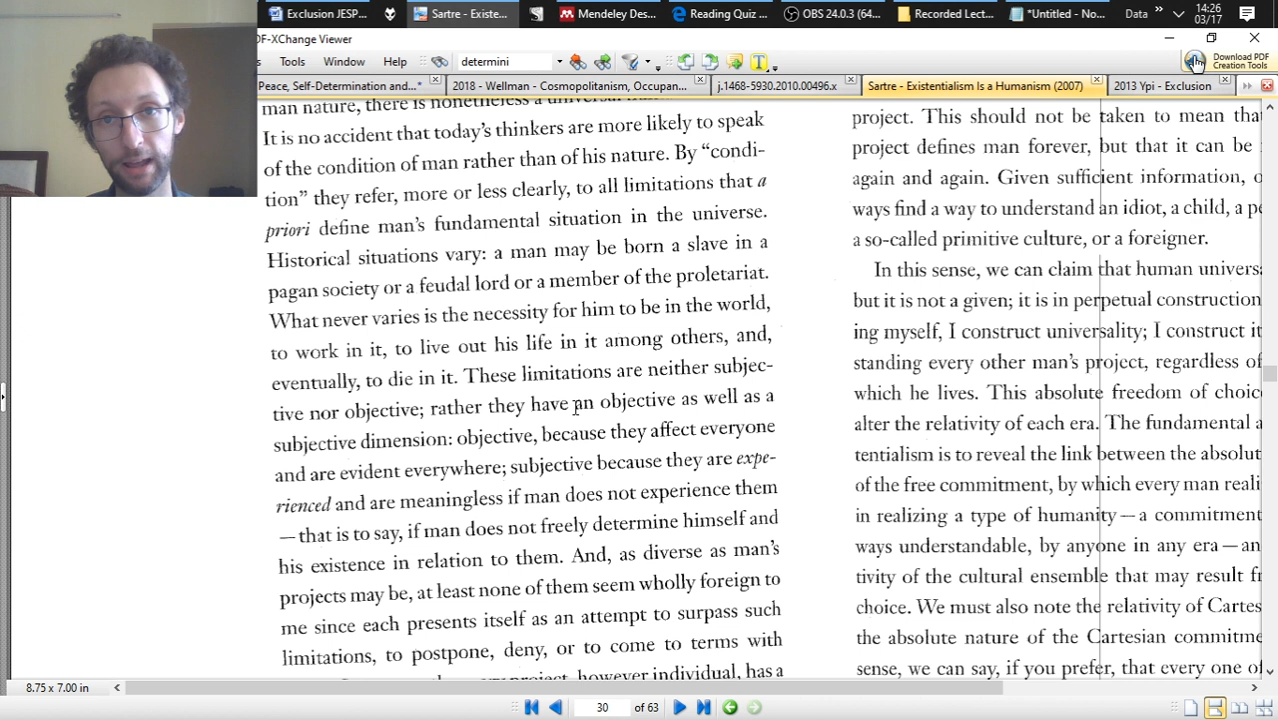 Exclusion JESP...
Sartre - Existe...
Mendeley Des...
Reading Quiz ...
OBS 24.0.3 (64...
Recorded Lect...
*Untitled - No...
Data
14:26
03/17
DF-XChange Viewer
s Tools Window Help
determini
Download PDF
Creation Tools
Peace, Self-Determination and...*
2018 - Wellman - Cosmopolitanism, Occupan...
j.1468-5930.2010.00496.x
Sartre - Existentialism Is a Humanism (2007)
2013 Ypi - Exclusion
man nature, there is nonetheless a
It is no accident that today's thinkers are more likely to speak
of the condition of man rather than of his nature. By “condi-
tion” they refer, more or less clearly, to all limitations that a
priori define man's fundamental situation in the universe.
Historical situations vary: a man may be born a slave in a
pagan society or a feudal lord or a member of the proletariat.
What never varies is the necessity for him to be in the world,
to work in it, to live out his life in it among others, and,
eventually, to die in it. These limitations are neither subjec-
tive nor objective; rather they have an objective as well as a
subjective dimension: objective, because they affect everyone
and are evident everywhere; subjective because they are expe-
rienced and are meaningless if man does not experience them
—that is to say, if man does not freely determine himself and
his existence in relation to them. And, as diverse as man's
projects may be, at least none of them seem wholly foreign to
me since each presents itself as an attempt to surpass such
limitations, to postpone, deny, or to come to terms with
project, however individual, has a
project. This should not be taken to mean tha
project defines man forever, but that it can be
again and again. Given sufficient information, o
ways find a way to understand an idiot, a child, a pe
a so-called primitive culture, or a foreigner.
In this sense, we can claim that human universa
but it is not a given; it is in perpetual construction
ing myself, I construct universality; I construct it
standing every other man's project, regardless of
which he lives. This absolute freedom of choic
alter the relativity of each era. The fundamental a
tentialism is to reveal the link between the absolut
of the free commitment, by which every man reali
in realizing a type of humanity—a commitment
ways understandable, by anyone in any era—an
tivity of the cultural ensemble that may result fr
choice. We must also note the relativity of Cartes
the absolute nature of the Cartesian commitme
sense, we can say, if you prefer, that every one of
8.75 x 7.00 in
30 of 63